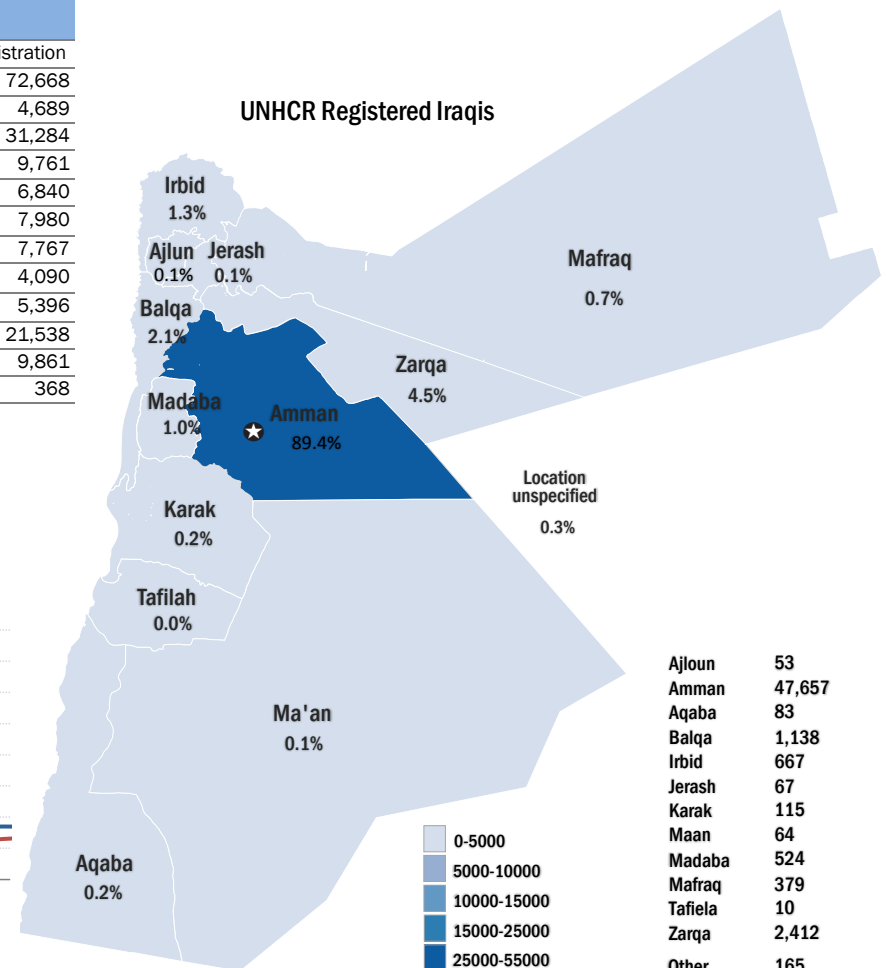 istration
72,668
4,689
31,284
9,761
6,840
7,980
7,767
4,090
5,396
21,538
9,861
368
UNHCR Registered Iraqis
Irbid
1.3%
Ajlun
0.1%
Jerash
0.1%
Mafraq
0.7%
Balqa
2.1%
Zarqa
4.5%
Madaba
1.0%
Amman
89.4%
Location
unspecified
0.3%
Karak
0.2%
Tafilah
0.0%
Ma'an
0.1%
Aqaba
0.2%
0-5000
5000-10000
10000-15000
15000-25000
25000-55000
Ajloun 53
Amman 47,657
Aqaba 83
Balqa 1,138
Irbid 667
Jerash 67
Karak 115
Maan 64
Madaba 524
Mafraq 379
Tafiela 10
Zarqa 2,412
Other 165